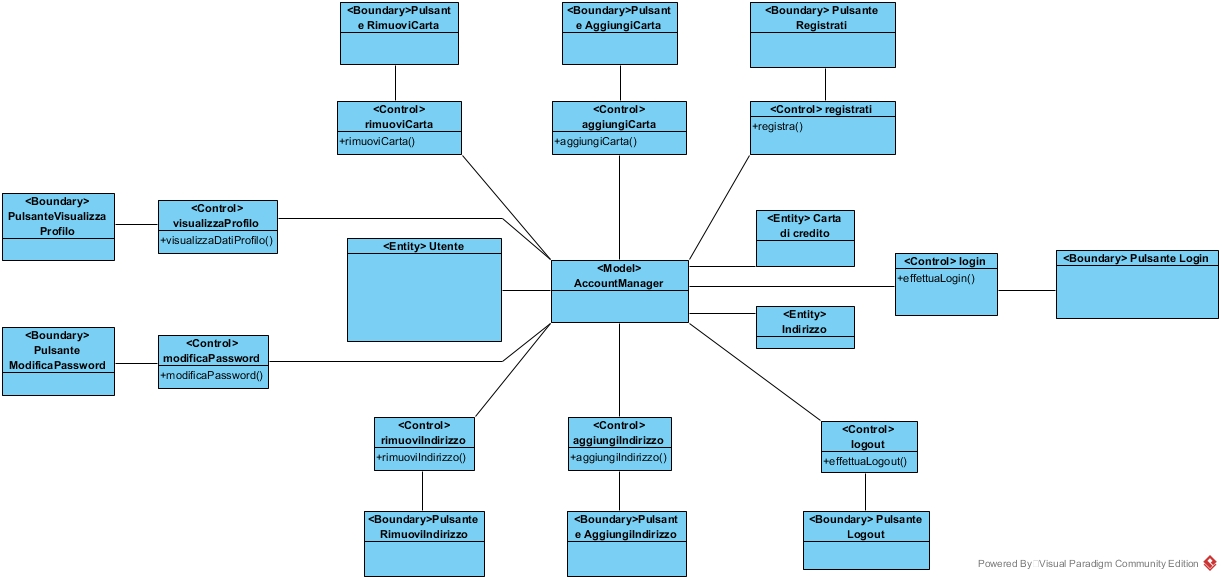 <Boundary>Pulsant
e RimuoviCarta
<Boundary>Pulsant
e AggiungiCarta
<Boundary> Pulsante
Registrati
<Control>
rimuoviCarta
+rimuoviCarta()
<Control>
aggiungiCarta
+aggiungiCarta()
<Control> registrati
+registra()
<Boundary>
PulsanteVisualizza
Profilo
<Control>
visualizzaProfilo
+visualizzaDatiProfilo()
<Entity> Utente
<Model>
AccountManager
<Entity> Carta
di credito
<Control> login
+effettuaLogin()
<Boundary> Pulsante Login
<Entity>
Indirizzo
<Boundary>
Pulsante
ModificaPassword
<Control>
modificaPassword
+modificaPassword()
<Control>
rimuoviIndirizzo
+rimuoviIndirizzo()
<Control>
aggiungiIndirizzo
+aggiungiIndirizzo()
<Control>
logout
+effettuaLogout()
<Boundary>Pulsante
RimuoviIndirizzo
<Boundary>Pulsant
e AggiungiIndirizzo
<Boundary> Pulsante
Logout
Powered By Visual Paradigm Community Edition